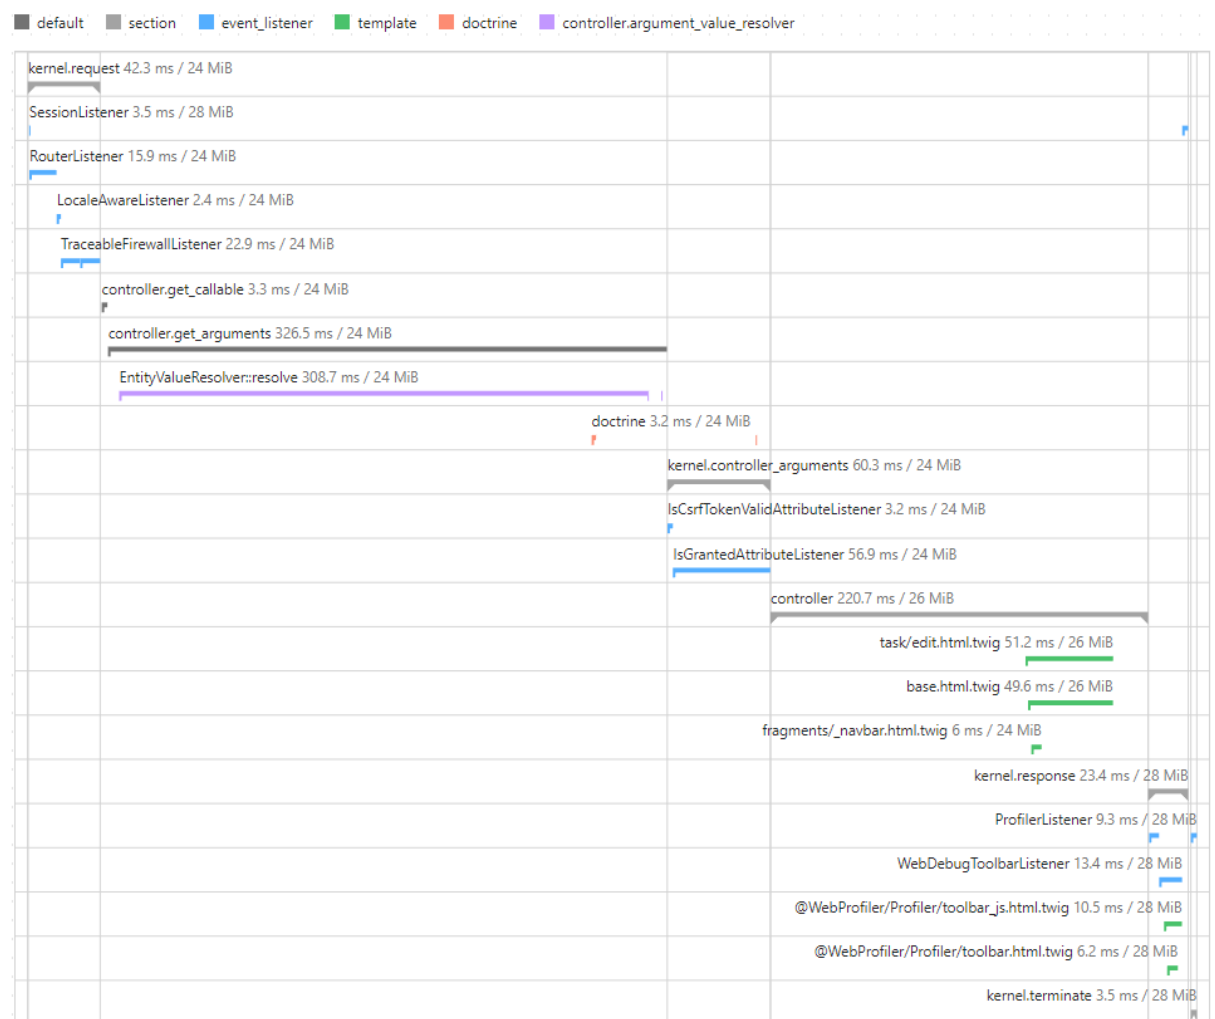 default section event_listener template doctrine controller.argument_value_resolver
kernel.request 42.3 ms / 24 MiB
SessionListener 3.5 ms / 28 MiB
RouterListener 15.9 ms / 24 MiB
LocaleAwareListener 2.4 ms / 24 MiB
TraceableFirewallListener 22.9 ms / 24 MiB
controller.get_callable 3.3 ms / 24 MiB
controller.get_arguments 326.5 ms / 24 MiB
EntityValueResolver::resolve 308.7 ms / 24 MiB
doctrine 3.2 ms / 24 MiB
kernel.controller_arguments 60.3 ms / 24 MiB
IsCsrfTokenValidAttributeListener 3.2 ms / 24 MiB
IsGrantedAttributeListener 56.9 ms / 24 MiB
controller 220.7 ms / 26 MiB
task/edit.html.twig 51.2 ms / 26 MiB
base.html.twig 49.6 ms / 26 MiB
fragments/_navbar.html.twig 6 ms / 24 MiB
kernel.response 23.4 ms / 28 MiB
ProfilerListener 9.3 ms / 28 MiB
WebDebugToolbarListener 13.4 ms / 28 MiB
@WebProfiler/Profiler/toolbar_js.html.twig 10.5 ms / 28 MiB
@WebProfiler/Profiler/toolbar.html.twig 6.2 ms / 28 MiB
kernel.terminate 3.5 ms / 28 MiB